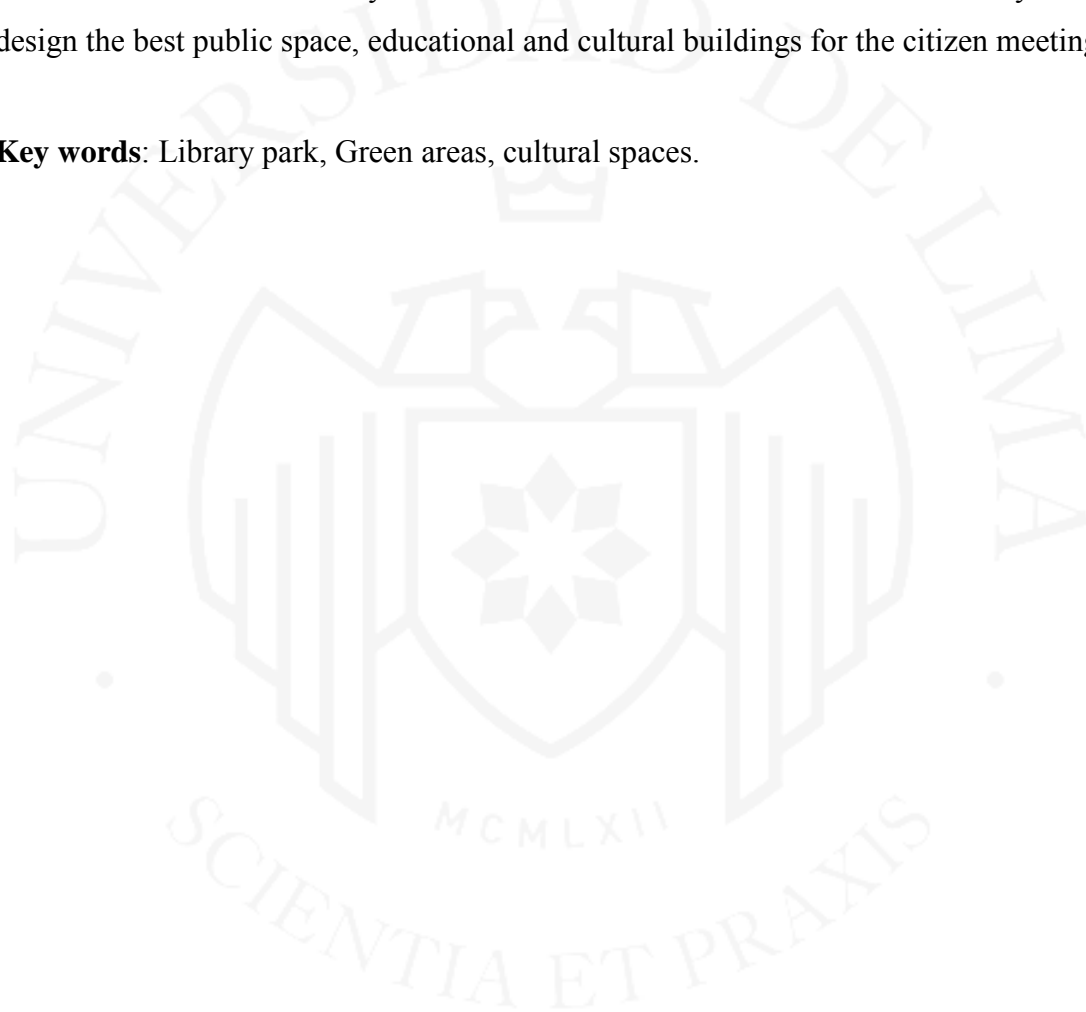 design the best public space, educational and cultural buildings for the citizen meeting
Key words: Library park, Green areas, cultural spaces.
UNIVERSIDAD DE LIMA
MCMLXII
SCIENTIA ET PRAXIS